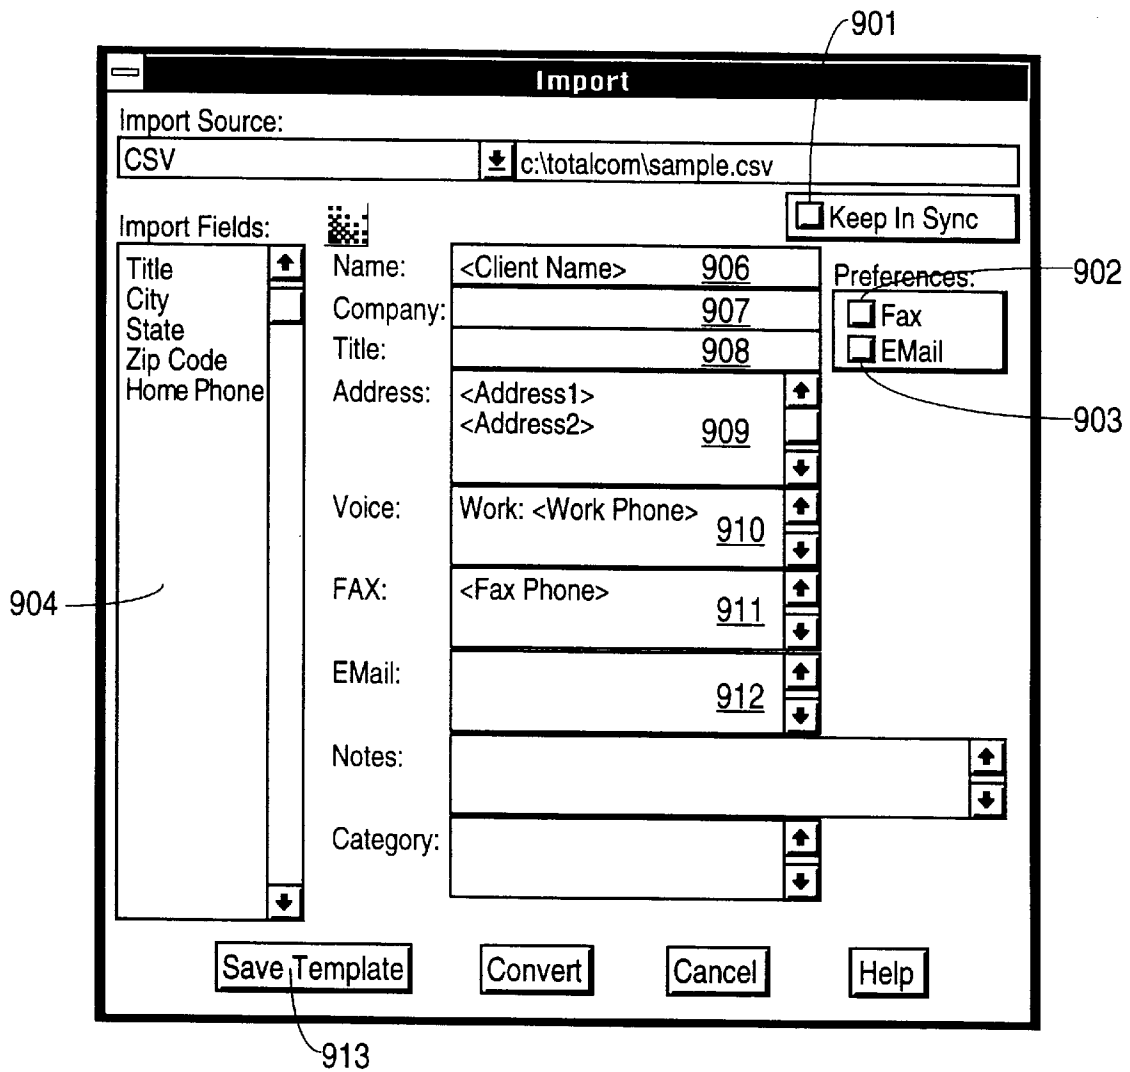 901
Import
Import Source:
CSV c:\totalcom\sample.csv
Keep In Sync
Import Fields:
Title
City
State
Zip Code
Home Phone
904
Name: <Client Name> 906
Company: 907
Title: 908
Address: <Address1>
<Address2> 909
Voice: Work: <Work Phone> 910
FAX: <Fax Phone> 911
EMail: 912
Notes:
Category:
Preferences: 902
Fax
EMail
903
Save Template Convert Cancel Help
913